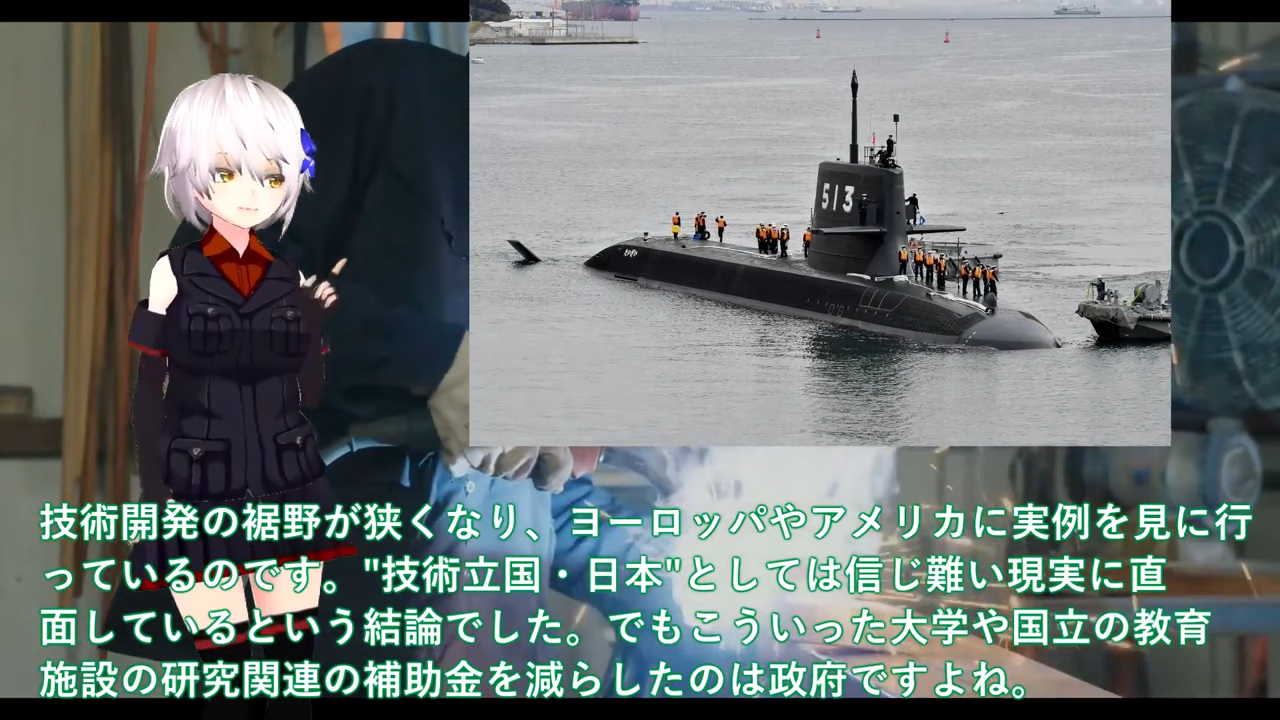 513
技術開発の裾野が狭くなり、ヨーロッパやアメリカに実例を見に行
っているのです。"技術立国・日本"としては信じ難い現実に直
面しているという結論でした。でもこういった大学や国立の教育
施設の研究関連の補助金を減らしたのは政府ですよね。